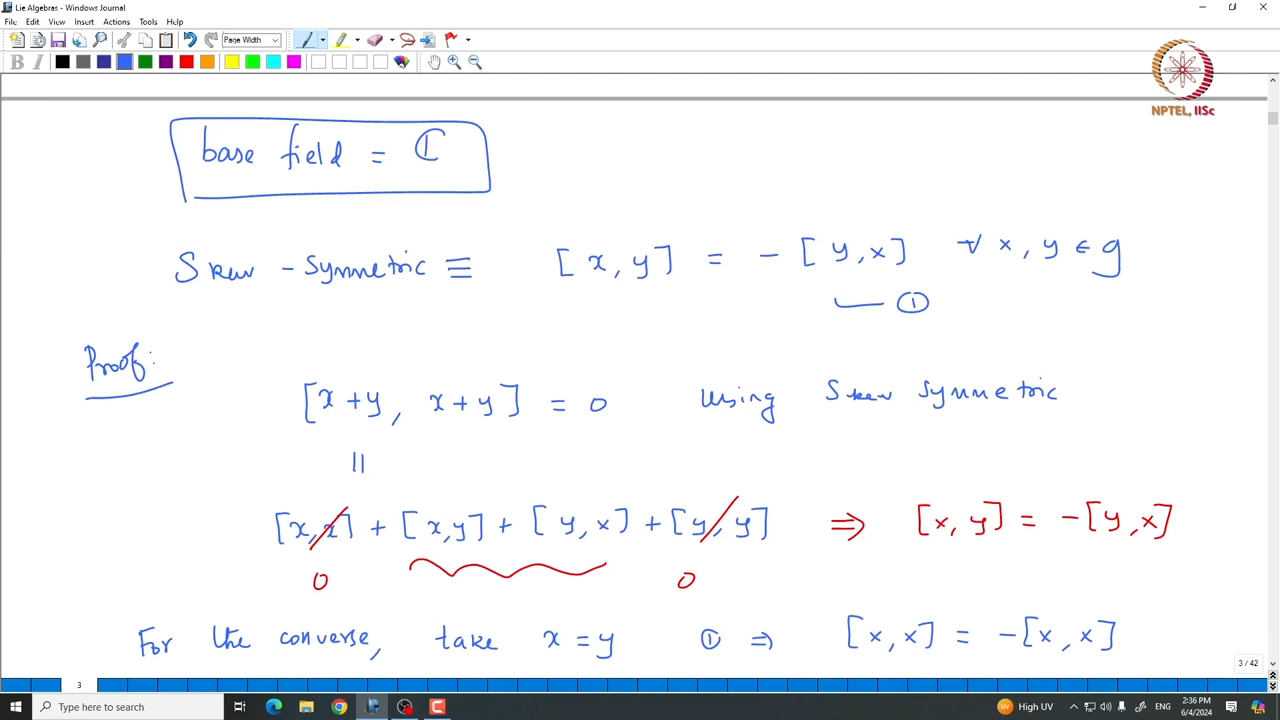 Lie Algebras - Windows Journal
File Edit View Insert Actions Tools Help
Page Width
B I
NPTEL, IISc
base field = ℂ
Skew-Symmetric ≡ [x, y] = -[y, x] ∀ x, y ∈ g
— ①
Proof:
[x+y, x+y] = 0 using Skew symmetric
||
[x,x] + [x,y] + [y,x] + [y,y] ⇒ [x, y] = -[y, x]
0 0
For the converse, take x = y ① ⇒ [x, x] = -[x, x]
3 / 42
3
Type here to search
High UV
ENG
2:36 PM
6/4/2024